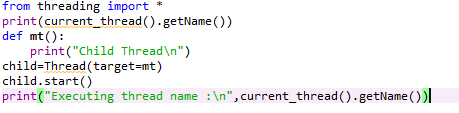 from threading import *
print(current_thread().getName())
def mt():
    print("Child Thread\n")
child=Thread(target=mt)
child.start()
print("Executing thread name :\n",current_thread().getName())